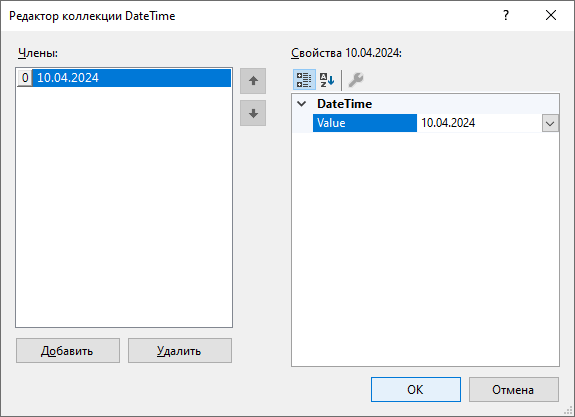 Редактор коллекции DateTime
?
Члены:
Свойства 10.04.2024:
0 10.04.2024
DateTime
Value 10.04.2024
Добавить Удалить
ОК Отмена